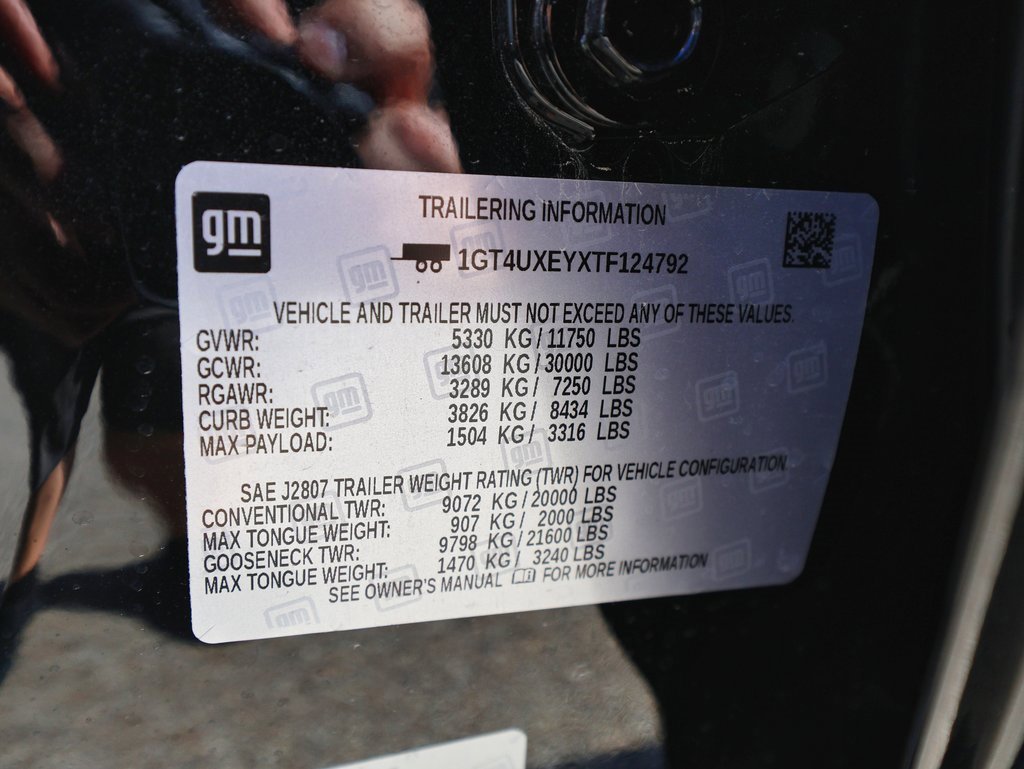 gm
TRAILERING INFORMATION
1GT4UXEYXTF124792
VEHICLE AND TRAILER MUST NOT EXCEED ANY OF THESE VALUES.
GVWR: 5330 KG/11750 LBS
GCWR: 13608 KG/30000 LBS
RGAWR: 3289 KG/ 7250 LBS
CURB WEIGHT: 3826 KG/ 8434 LBS
MAX PAYLOAD: 1504 KG/ 3316 LBS
SAE J2807 TRAILER WEIGHT RATING (TWR) FOR VEHICLE CONFIGURATION.
CONVENTIONAL TWR: 9072 KG/20000 LBS
MAX TONGUE WEIGHT: 907 KG/ 2000 LBS
GOOSENECK TWR: 9798 KG/21600 LBS
MAX TONGUE WEIGHT: 1470 KG/ 3240 LBS
SEE OWNER'S MANUAL FOR MORE INFORMATION